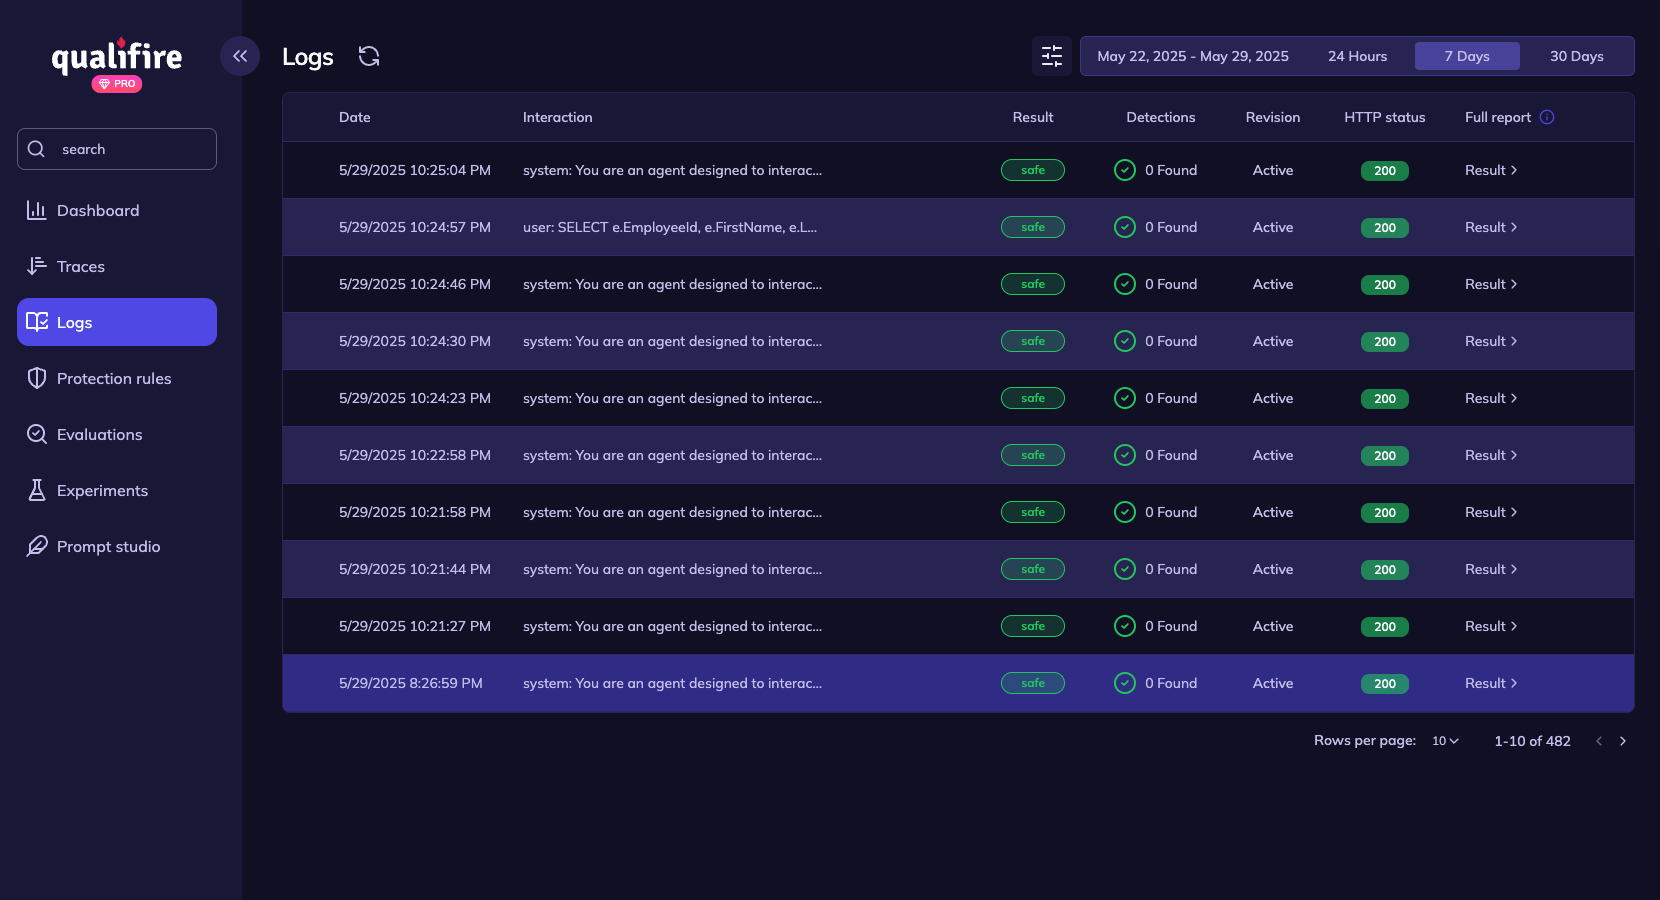 qualifire
PRO
search
Dashboard
Traces
Logs
Protection rules
Evaluations
Experiments
Prompt studio
Logs
May 22, 2025 - May 29, 2025 24 Hours 7 Days 30 Days
Date Interaction Result Detections Revision HTTP status Full report
5/29/2025 10:25:04 PM system: You are an agent designed to interac... safe 0 Found Active 200 Result
5/29/2025 10:24:57 PM user: SELECT e.EmployeeId, e.FirstName, e.L... safe 0 Found Active 200 Result
5/29/2025 10:24:46 PM system: You are an agent designed to interac... safe 0 Found Active 200 Result
5/29/2025 10:24:30 PM system: You are an agent designed to interac... safe 0 Found Active 200 Result
5/29/2025 10:24:23 PM system: You are an agent designed to interac... safe 0 Found Active 200 Result
5/29/2025 10:22:58 PM system: You are an agent designed to interac... safe 0 Found Active 200 Result
5/29/2025 10:21:58 PM system: You are an agent designed to interac... safe 0 Found Active 200 Result
5/29/2025 10:21:44 PM system: You are an agent designed to interac... safe 0 Found Active 200 Result
5/29/2025 10:21:27 PM system: You are an agent designed to interac... safe 0 Found Active 200 Result
5/29/2025 8:26:59 PM system: You are an agent designed to interac... safe 0 Found Active 200 Result
Rows per page: 10 1-10 of 482